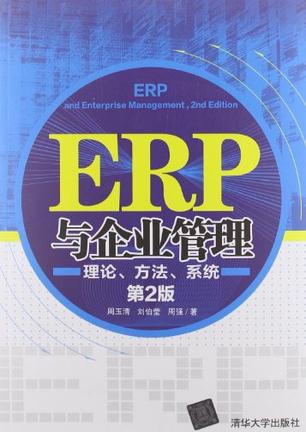 ERP
and Enterprise Management , 2nd Edition
ERP
与企业管理
理论、方法、系统
第2版
周玉清 刘伯莹 周强/著
ERP
清华大学出版社